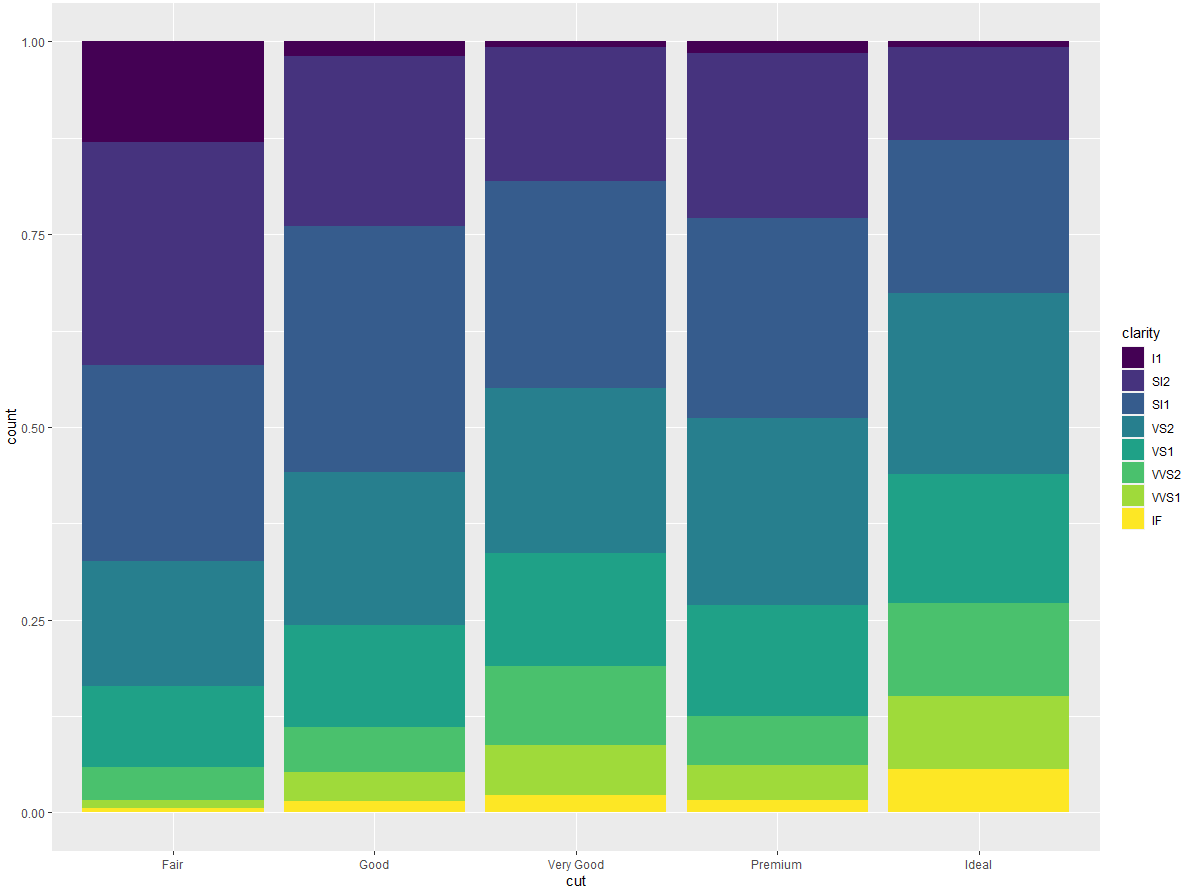 1.00
0.75
0.50
0.25
0.00
count
Fair Good Very Good Premium Ideal
cut
clarity
I1
SI2
SI1
VS2
VS1
VVS2
VVS1
IF